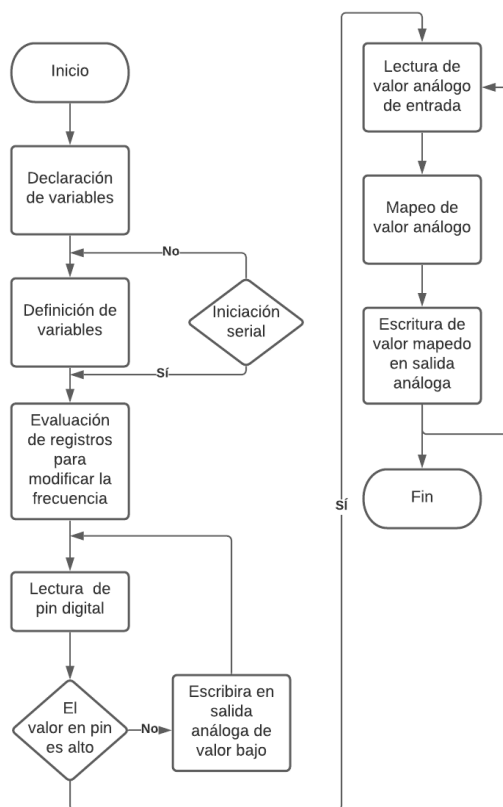 Inicio
Declaración
de variables
No
Definición de
variables
Iniciación
serial
Sí
Evaluación
de registros
para
modificar la
frecuencia
Lectura de
pin digital
El
valor en pin
es alto
No
Escribira en
salida
análoga de
valor bajo
SÍ
Lectura de
valor análogo
de entrada
Mapeo de
valor análogo
Escritura de
valor mapedo
en salida
análoga
Fin